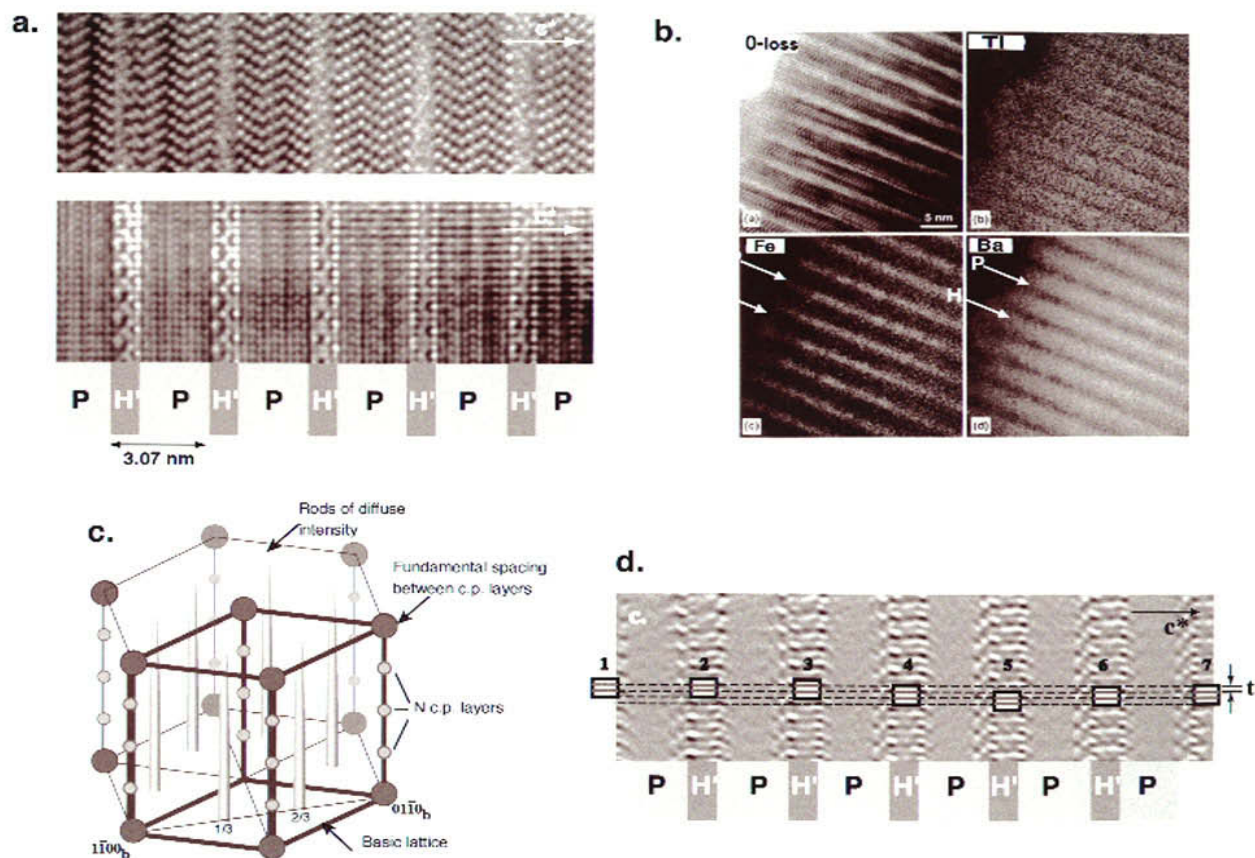 a.
c*
P H' P H' P H' P H' P H' P
3.07 nm
b.
0-loss
Tl
(a)
5 nm
(b)
Fe
Ba
P
H
(c)
(d)
c.
Rods of diffuse
intensity
Fundamental spacing
between c.p. layers
N c.p. layers
1/3
2/3
011̄0b
Basic lattice
11̄00b
d.
c.
c*
1 2 3 4 5 6 7
t
P H' P H' P H' P H' P H' P